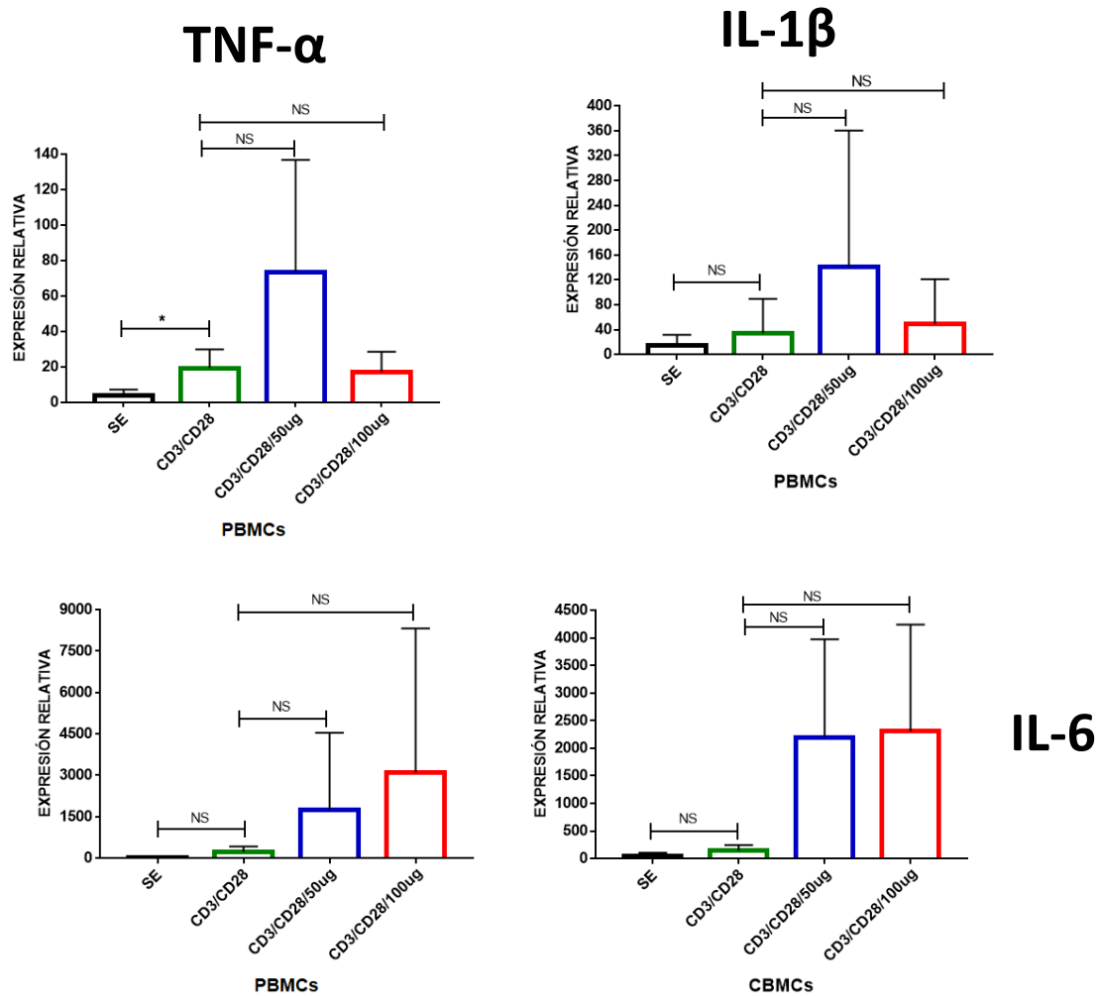 TNF-α
IL-1β
NS
NS
*
EXPRESIÓN RELATIVA
140
120
100
80
60
40
20
0
SE
CD3/CD28
CD3/CD28/50ug
CD3/CD28/100ug
PBMCs
NS
NS
NS
EXPRESIÓN RELATIVA
400
360
320
280
240
200
160
120
80
40
0
SE
CD3/CD28
CD3/CD28/50ug
CD3/CD28/100ug
PBMCs
NS
NS
NS
EXPRESIÓN RELATIVA
9000
7500
6000
4500
3000
1500
0
SE
CD3/CD28
CD3/CD28/50ug
CD3/CD28/100ug
PBMCs
NS
NS
NS
EXPRESIÓN RELATIVA
4500
4000
3500
3000
2500
2000
1500
1000
500
0
SE
CD3/CD28
CD3/CD28/50ug
CD3/CD28/100ug
CBMCs
IL-6